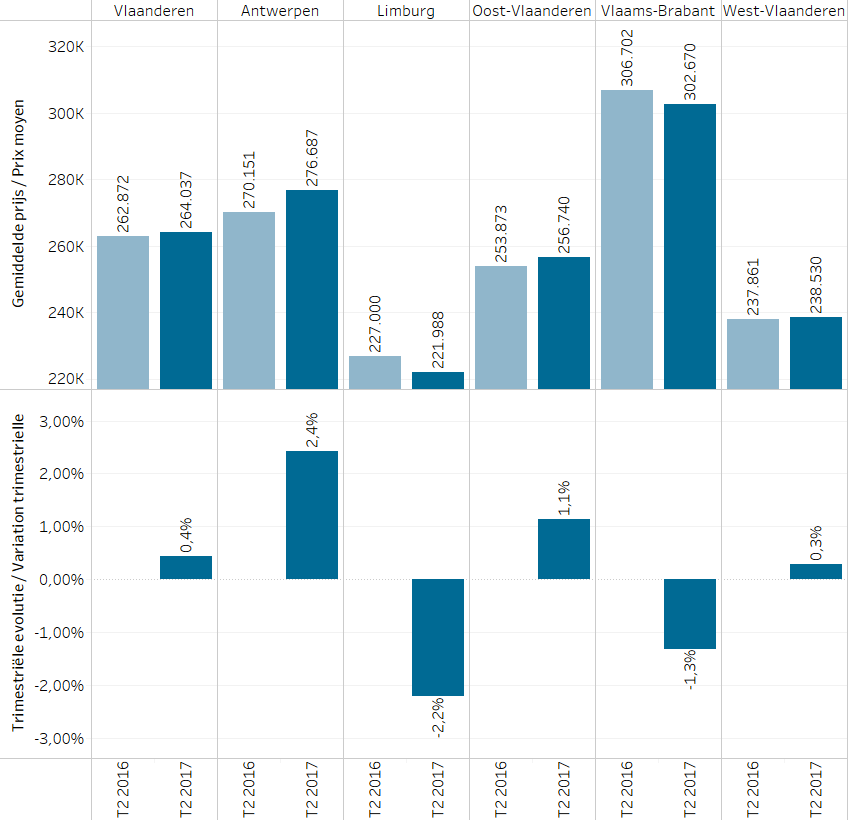 Vlaanderen
Antwerpen
Limburg
Oost-Vlaanderen
Vlaams-Brabant
West-Vlaanderen
Gemiddelde prijs / Prix moyen
320K
300K
280K
260K
240K
220K
262.872
264.037
270.151
276.687
227.000
221.988
253.873
256.740
306.702
302.670
237.861
238.530
Trimestriële evolutie / Variation trimestrielle
3,00%
2,00%
1,00%
0,00%
-1,00%
-2,00%
-3,00%
0,4%
2,4%
-2,2%
1,1%
-1,3%
0,3%
T2 2016
T2 2017
T2 2016
T2 2017
T2 2016
T2 2017
T2 2016
T2 2017
T2 2016
T2 2017
T2 2016
T2 2017